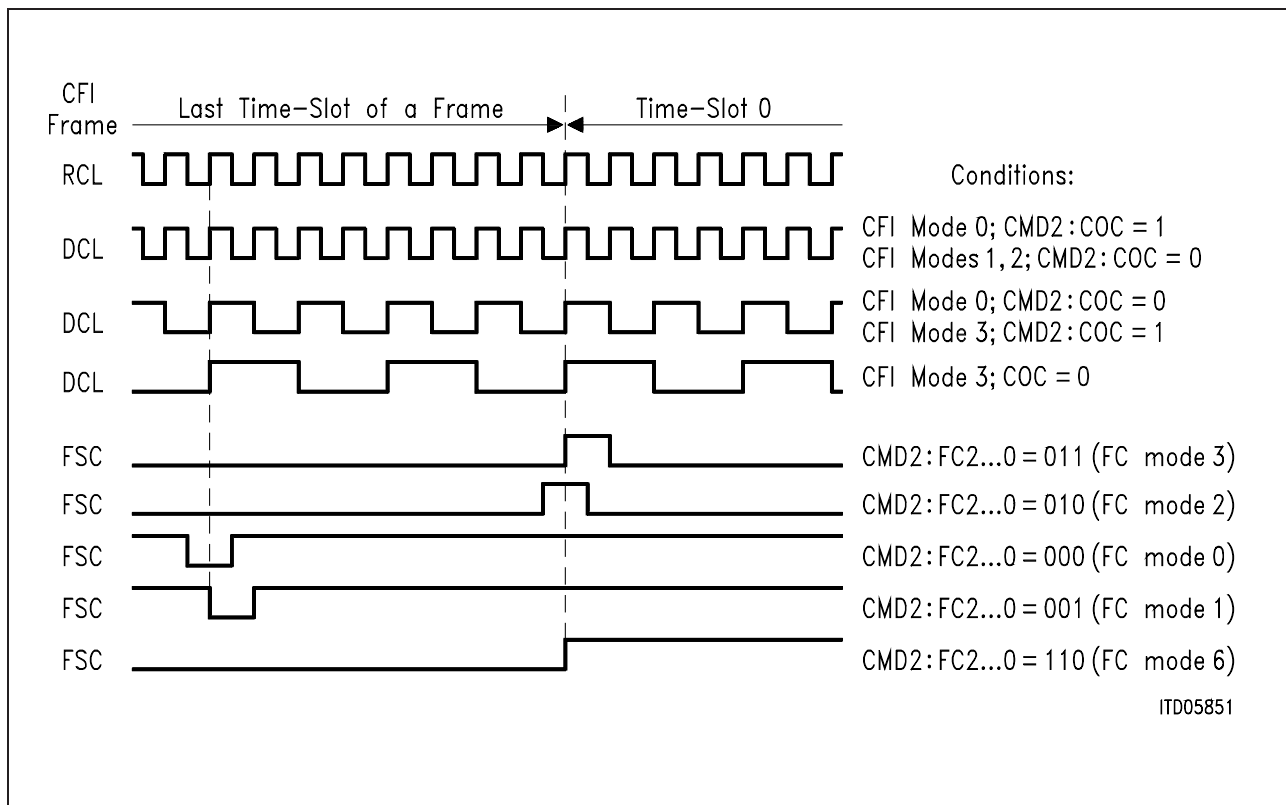 CFI
Frame
Last Time-Slot of a Frame
Time-Slot 0
RCL
Conditions:
DCL
CFI Mode 0; CMD2:COC = 1
CFI Modes 1, 2; CMD2: COC = 0
DCL
CFI Mode 0; CMD2:COC = 0
CFI Mode 3; CMD2:COC = 1
DCL
CFI Mode 3; COC = 0
FSC
CMD2:FC2...0 = 011 (FC mode 3)
FSC
CMD2:FC2...0 = 010 (FC mode 2)
FSC
CMD2:FC2...0 = 000 (FC mode 0)
FSC
CMD2:FC2...0 = 001 (FC mode 1)
FSC
CMD2:FC2...0 = 110 (FC mode 6)
ITD05851